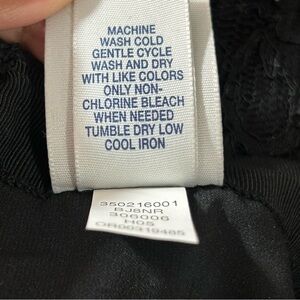 MACHINE
WASH COLD
GENTLE CYCLE
WASH AND DRY
WITH LIKE COLORS
ONLY NON-
CHLORINE BLEACH
WHEN NEEDED
TUMBLE DRY LOW
COOL IRON
350216001
BJ8NR
306006
H05
OR00319485